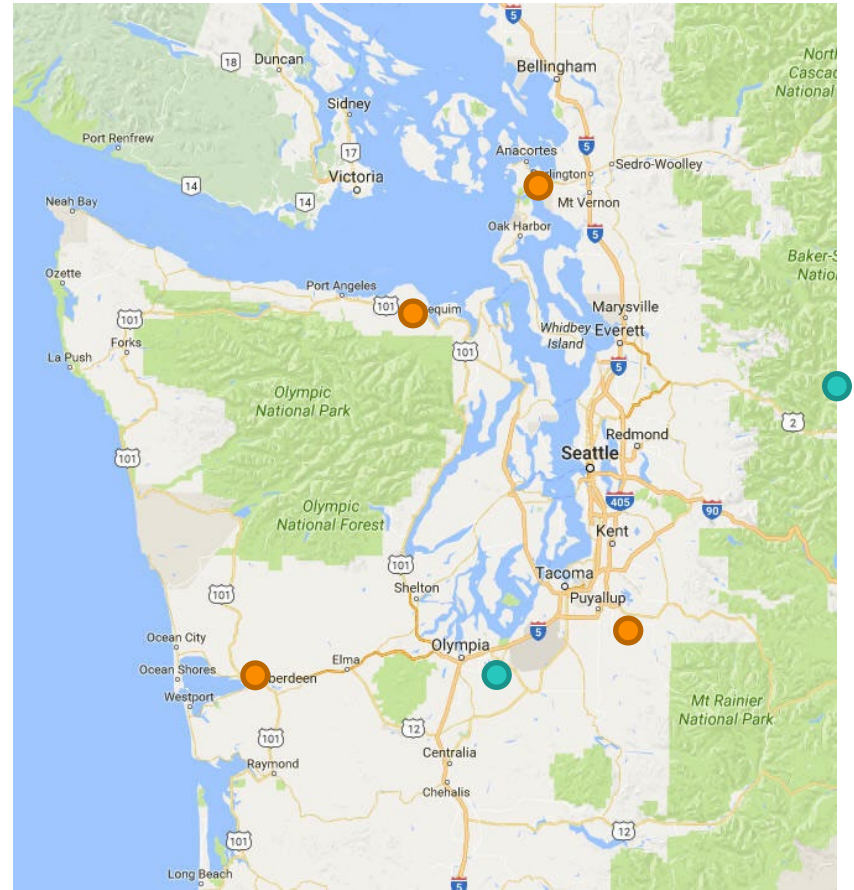 5
18
Duncan
Bellingham
North
Cascad
National
Sidney
Port Renfrew
17
5
Anacortes
Sedro-Woolley
Victoria
14
14
Neah Bay
Mt Vernon
Oak Harbor
5
Baker-S
Natio
Ozette
Port Angeles
101
101
Marysville
Whidbey
Island
Everett
Forks
101
La Push
5
Olympic
National Park
2
Redmond
101
Seattle
405
90
Olympic
National Forest
Kent
101
Tacoma
Shelton
101
Puyallup
5
Ocean City
Olympia
Elma
Ocean Shores
Westport
Mt Rainier
National Park
12
101
Centralia
Raymond
Chehalis
12
101
Long Beach
5